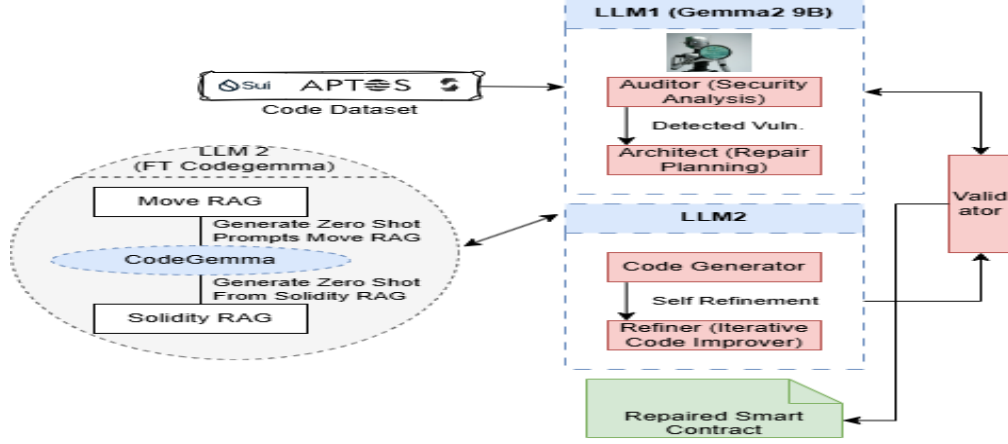 LLM1 (Gemma2 9B)
Sui APTOS
Code Dataset
Auditor (Security
Analysis)
Detected Vuln.
Architect (Repair
Planning)
LLM 2
(FT Codegemma)
Move RAG
Generate Zero Shot
Prompts Move RAG
CodeGemma
Generate Zero Shot
From Solidity RAG
Solidity RAG
LLM2
Code Generator
Self Refinement
Refiner (Iterative
Code Improver)
Valid
ator
Repaired Smart
Contract